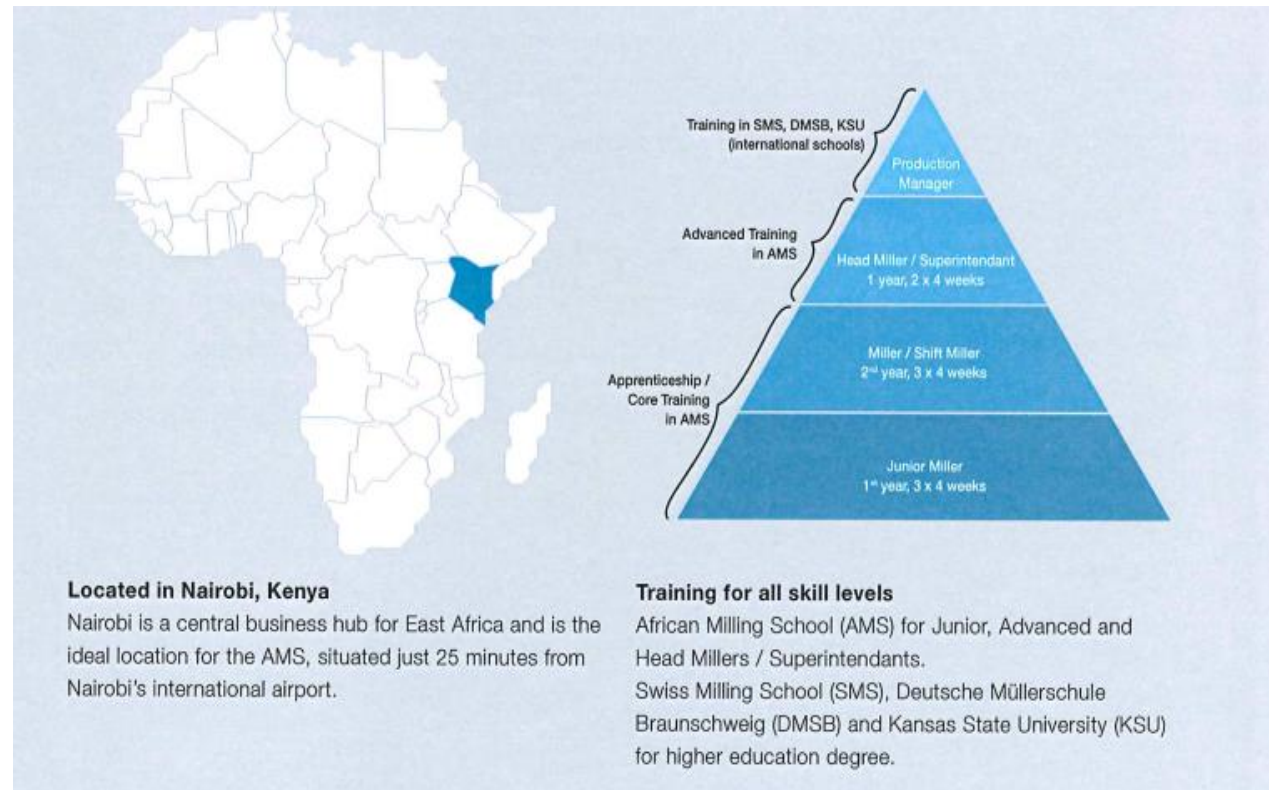 Training in SMS, DMSB, KSU
(international schools)
Production
Manager
Advanced Training
in AMS
Head Miller / Superintendant
1 year, 2 x 4 weeks
Miller / Shift Miller
2nd year, 3 x 4 weeks
Apprenticeship /
Core Training
in AMS
Junior Miller
1st year, 3 x 4 weeks
Located in Nairobi, Kenya
Nairobi is a central business hub for East Africa and is the
ideal location for the AMS, situated just 25 minutes from
Nairobi's international airport.
Training for all skill levels
African Milling School (AMS) for Junior, Advanced and
Head Millers / Superintendants.
Swiss Milling School (SMS), Deutsche Müllerschule
Braunschweig (DMSB) and Kansas State University (KSU)
for higher education degree.